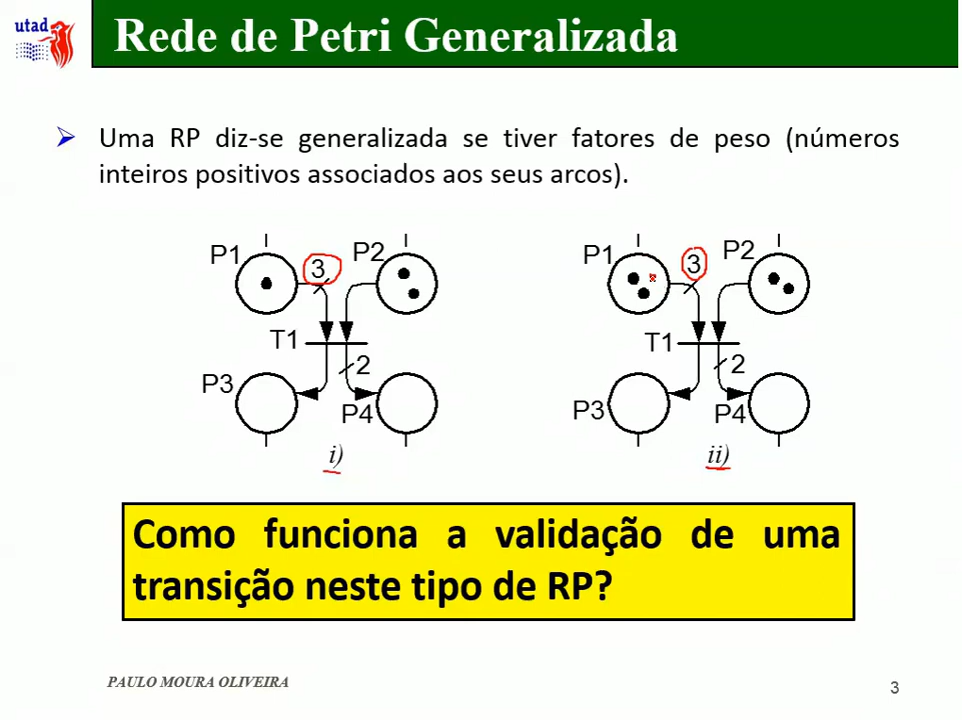 utad
Rede de Petri Generalizada
Uma RP diz-se generalizada se tiver fatores de peso (números
inteiros positivos associados aos seus arcos).
P1 3 P2
T1
2
P3
P4
i)
P1 3 P2
T1
2
P3 P4
ii)
Como funciona a validação de uma
transição neste tipo de RP?
PAULO MOURA OLIVEIRA
3